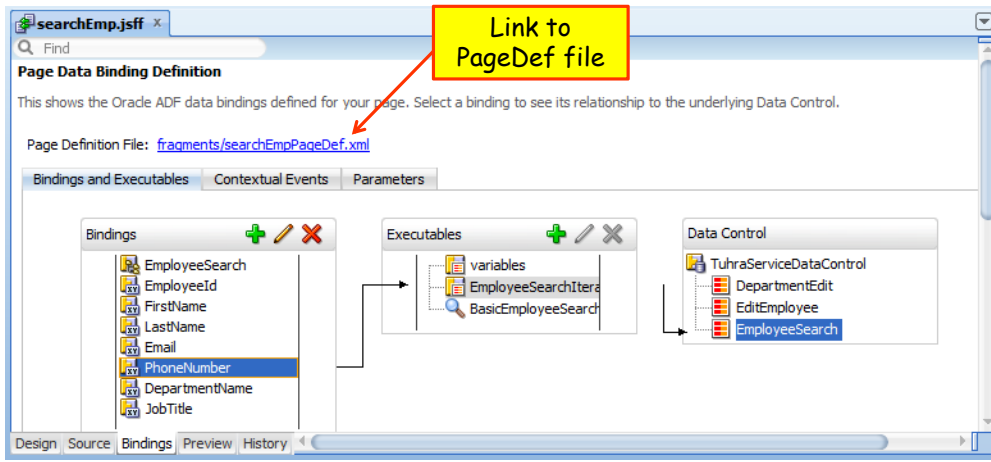 searchEmp.jsff x
Link to
PageDef file
Find
Page Data Binding Definition
This shows the Oracle ADF data bindings defined for your page. Select a binding to see its relationship to the underlying Data Control.
Page Definition File: fragments/searchEmpPageDef.xml
Bindings and Executables Contextual Events Parameters
Bindings
EmployeeSearch
EmployeeId
FirstName
LastName
Email
PhoneNumber
DepartmentName
JobTitle
Executables
variables
EmployeeSearchItera
BasicEmployeeSearch
Data Control
TuhraServiceDataControl
DepartmentEdit
EditEmployee
EmployeeSearch
Design Source Bindings Preview History